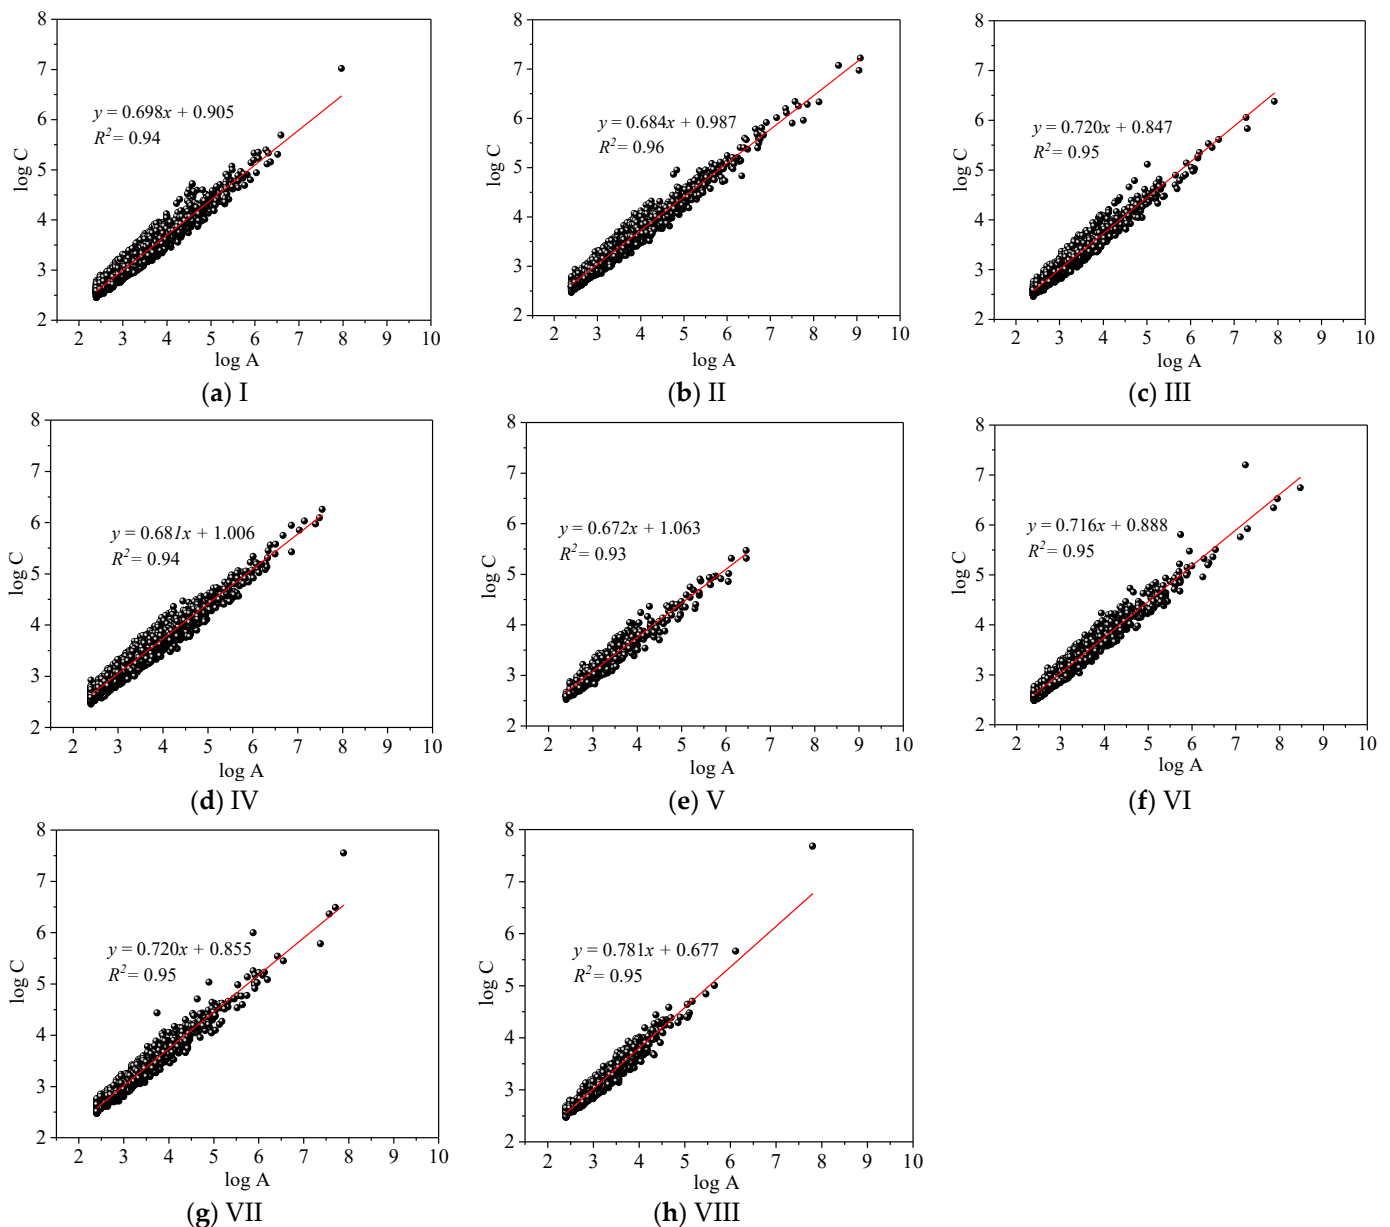 8
7
6
5
4
3
2
log C
y = 0.698x + 0.905
R² = 0.94
2 3 4 5 6 7 8 9 10
log A
(a) I
8
7
6
5
4
3
2
log C
y = 0.684x + 0.987
R² = 0.96
2 3 4 5 6 7 8 9 10
log A
(b) II
8
7
6
5
4
3
2
log C
y = 0.720x + 0.847
R² = 0.95
2 3 4 5 6 7 8 9 10
log A
(c) III
8
7
6
5
4
3
2
log C
y = 0.681x + 1.006
R² = 0.94
2 3 4 5 6 7 8 9 10
log A
(d) IV
8
7
6
5
4
3
2
log C
y = 0.672x + 1.063
R² = 0.93
2 3 4 5 6 7 8 9 10
log A
(e) V
8
7
6
5
4
3
2
log C
y = 0.716x + 0.888
R² = 0.95
2 3 4 5 6 7 8 9 10
log A
(f) VI
8
7
6
5
4
3
2
log C
y = 0.720x + 0.855
R² = 0.95
2 3 4 5 6 7 8 9 10
log A
(g) VII
8
7
6
5
4
3
2
log C
y = 0.781x + 0.677
R² = 0.95
2 3 4 5 6 7 8 9 10
log A
(h) VIII